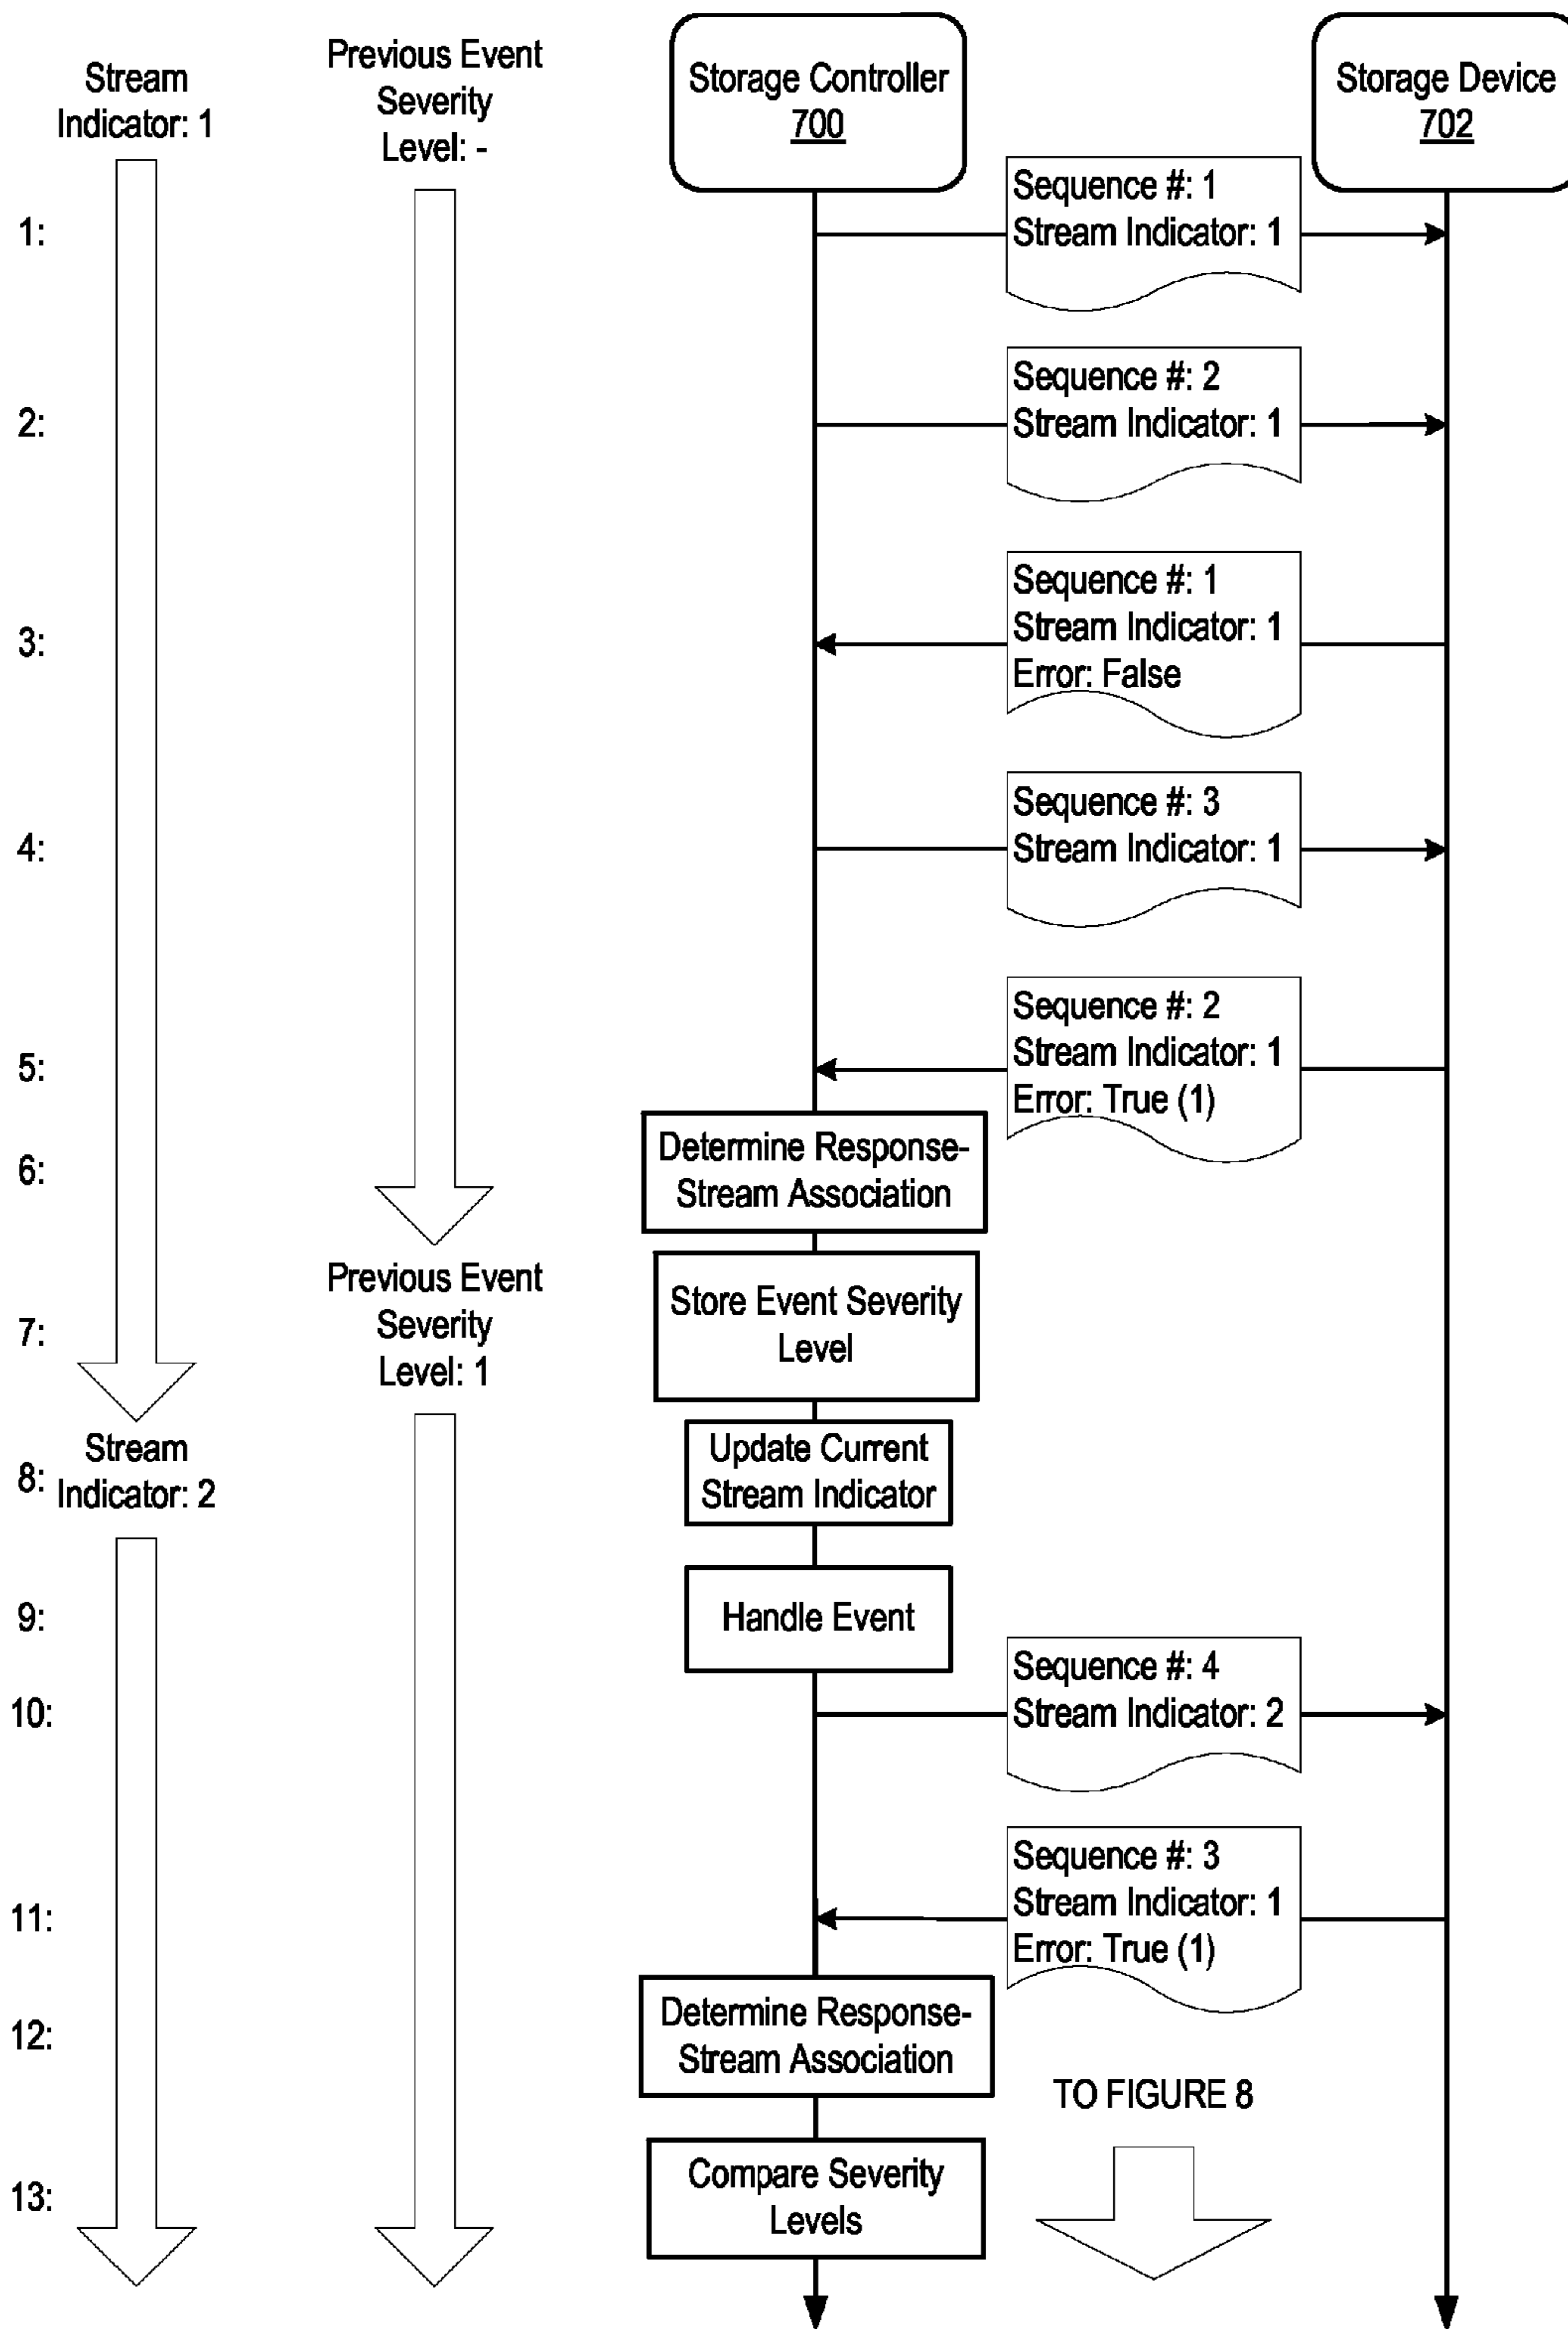 Stream
Indicator: 1
Previous Event
Severity
Level: -
Storage Controller
700
Storage Device
702
1:
Sequence #: 1
Stream Indicator: 1
2:
Sequence #: 2
Stream Indicator: 1
3:
Sequence #: 1
Stream Indicator: 1
Error: False
4:
Sequence #: 3
Stream Indicator: 1
5:
Sequence #: 2
Stream Indicator: 1
Error: True (1)
6:
Determine Response-
Stream Association
7:
Previous Event
Severity
Level: 1
Store Event Severity
Level
8:
Stream
Indicator: 2
Update Current
Stream Indicator
9:
Handle Event
10:
Sequence #: 4
Stream Indicator: 2
11:
Sequence #: 3
Stream Indicator: 1
Error: True (1)
12:
Determine Response-
Stream Association
TO FIGURE 8
13:
Compare Severity
Levels